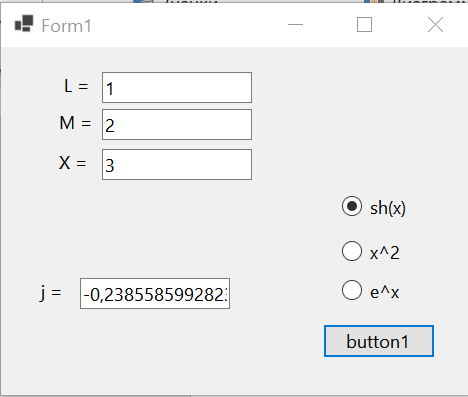 Form1
L =
1
M =
2
X =
3
sh(x)
x^2
j =
-0,238558599282
e^x
button1